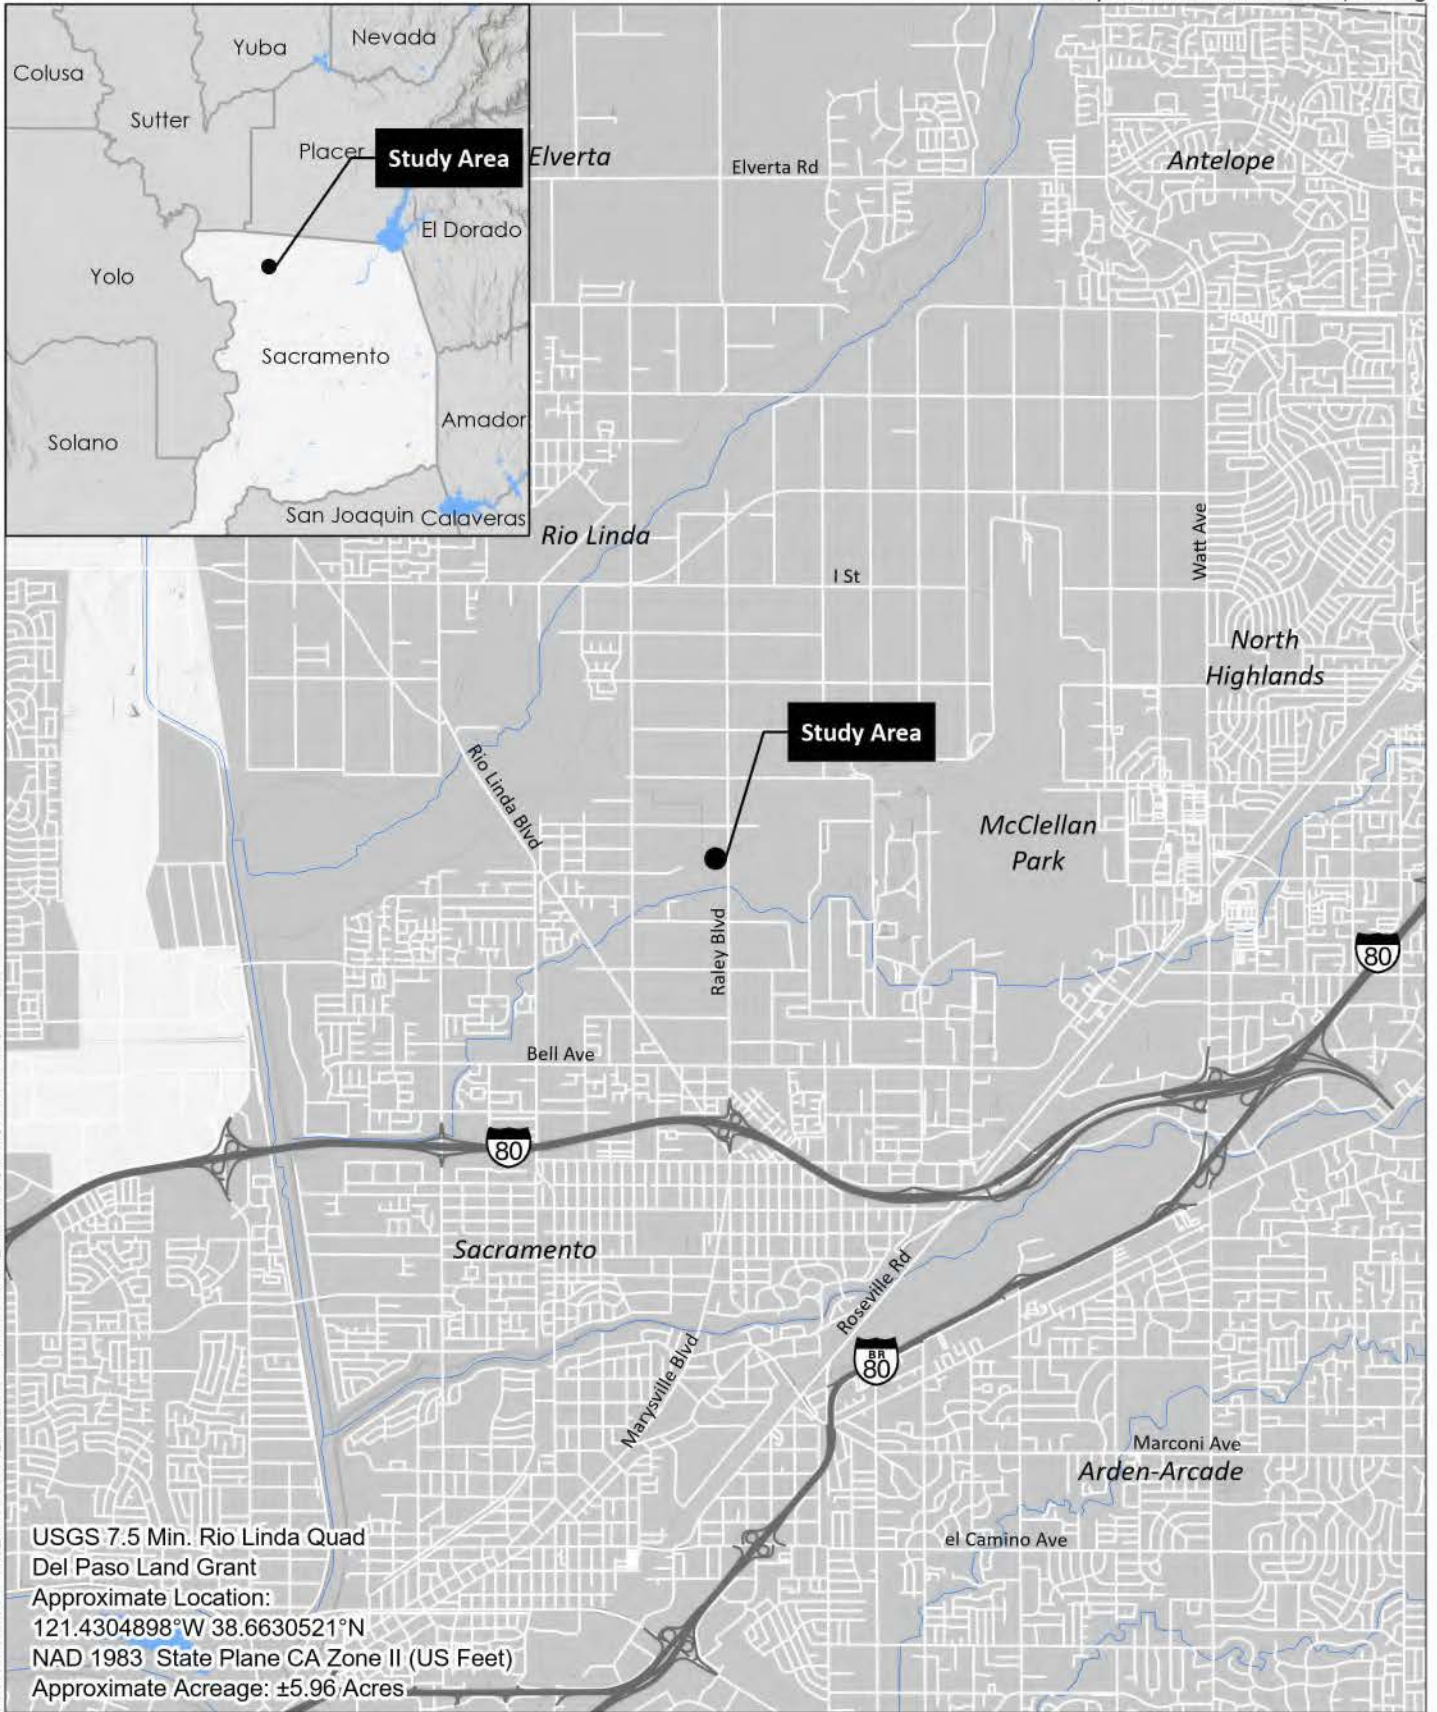 Yuba
Nevada
Colusa
Sutter
Placer
Study Area
El Dorado
Yolo
Sacramento
Amador
Solano
San Joaquin
Calaveras
Elverta
Elverta Rd
Antelope
Rio Linda
I St
Watt Ave
North
Highlands
Study Area
Rio Linda Blvd
McClellan
Park
Raley Blvd
80
Bell Ave
80
Sacramento
Roseville Rd
BR
80
Marysville Blvd
Marconi Ave
Arden-Arcade
el Camino Ave
USGS 7.5 Min. Rio Linda Quad
Del Paso Land Grant
Approximate Location:
121.4304898°W 38.6630521°N
NAD 1983 State Plane CA Zone II (US Feet)
Approximate Acreage: ±5.96 Acres